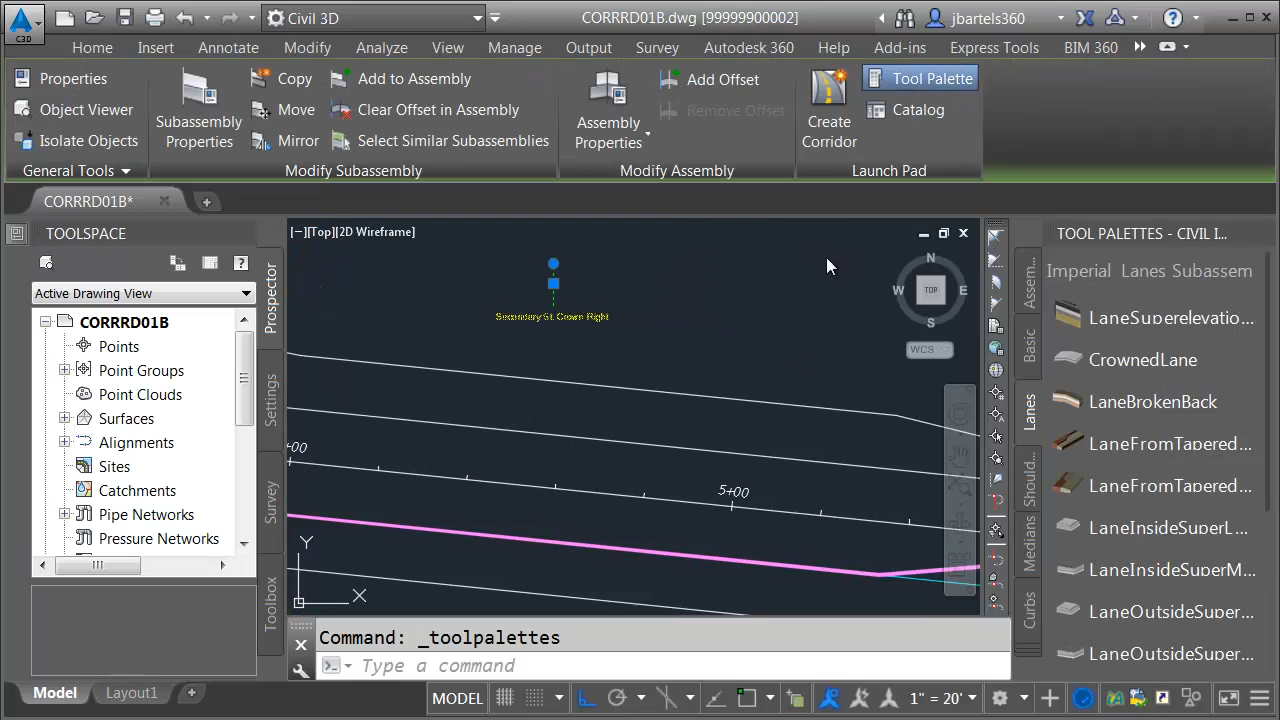 C3D
Civil 3D
CORRRD01B.dwg [99999900002]
jbartels360
Home Insert Annotate Modify Analyze View Manage Output Survey Autodesk 360 Help Add-ins Express Tools BIM 360
Properties
Object Viewer
Isolate Objects
General Tools
Subassembly
Properties
Copy
Move
Mirror
Add to Assembly
Clear Offset in Assembly
Select Similar Subassemblies
Modify Subassembly
Assembly
Properties
Add Offset
Remove Offset
Modify Assembly
Create
Corridor
Tool Palette
Catalog
Launch Pad
CORRRD01B*
TOOLSPACE
Active Drawing View
CORRRD01B
Points
Point Groups
Point Clouds
Surfaces
Alignments
Sites
Catchments
Pipe Networks
Pressure Networks
Prospector
Settings
Survey
Toolbox
[−][Top][2D Wireframe]
Secondary St. Crown Right
+00
5+00
Y
X
N
W
TOP
E
S
WCS
Command: _toolpalettes
Type a command
Assem...
Basic
Lanes
Should...
Medians
Curbs
TOOL PALETTES - CIVIL I...
Imperial Lanes Subassem
LaneSuperelevatio...
CrownedLane
LaneBrokenBack
LaneFromTapered...
LaneFromTapered...
LaneInsideSuperL...
LaneInsideSuperM...
LaneOutsideSuper...
LaneOutsideSuper...
Model
Layout1
MODEL
1" = 20'